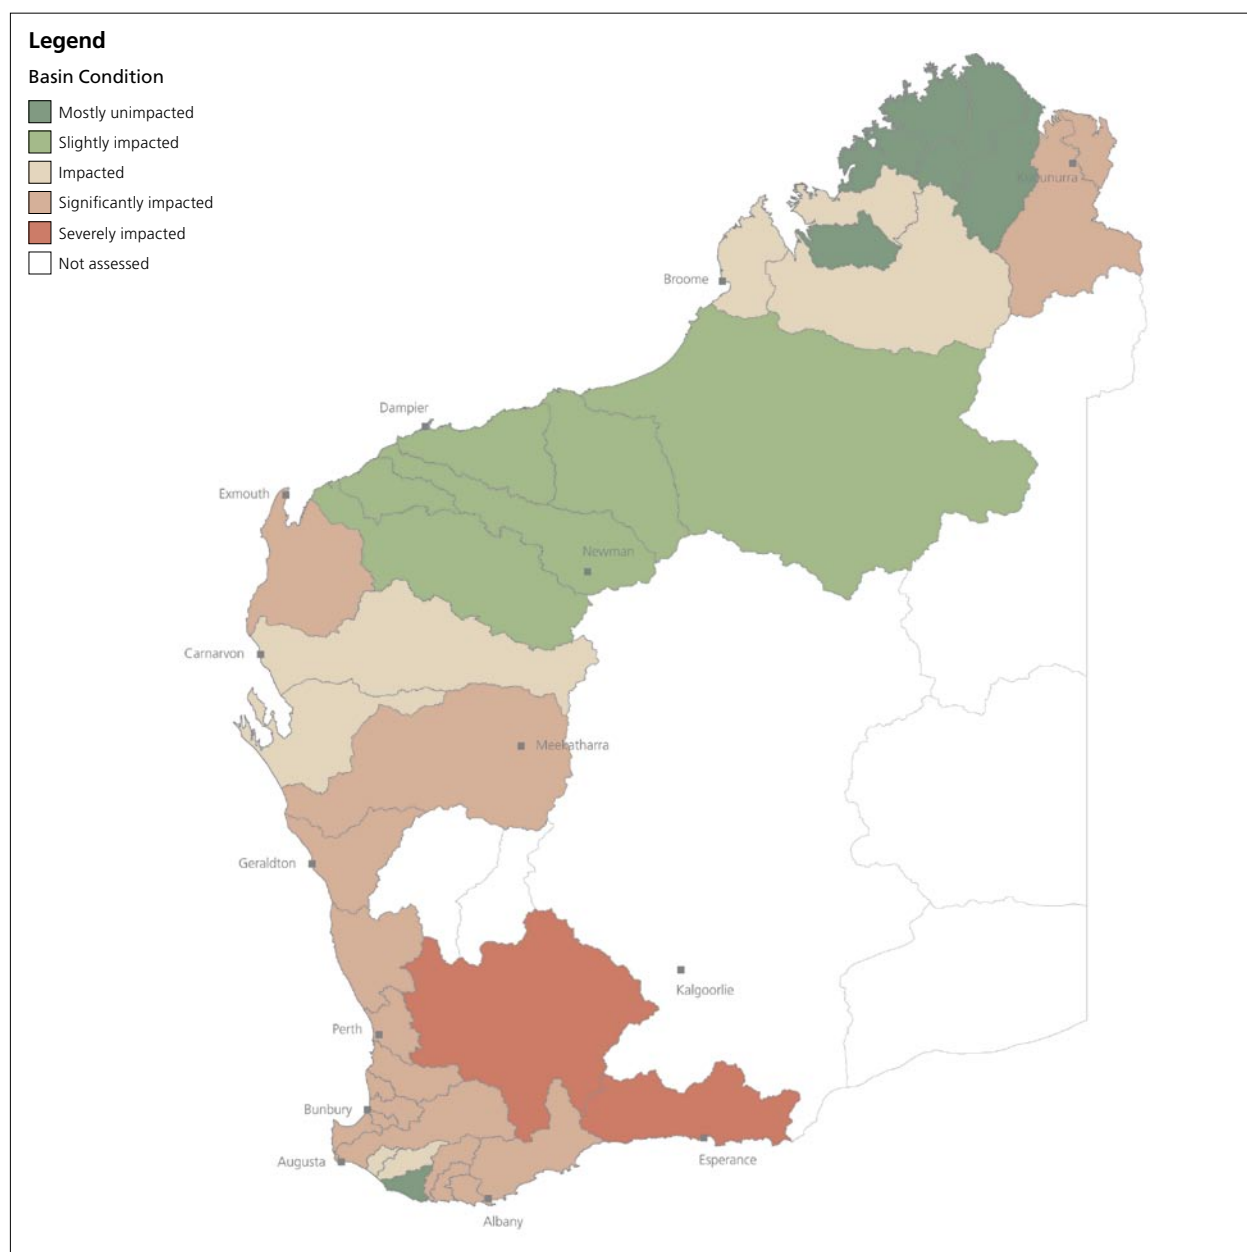 Legend
Basin Condition
Mostly unimpacted
Slightly impacted
Impacted
Significantly impacted
Severely impacted
Not assessed
Kununurra
Broome
Dampier
Exmouth
Newman
Carnarvon
Meekatharra
Geraldton
Kalgoorlie
Perth
Bunbury
Augusta
Esperance
Albany